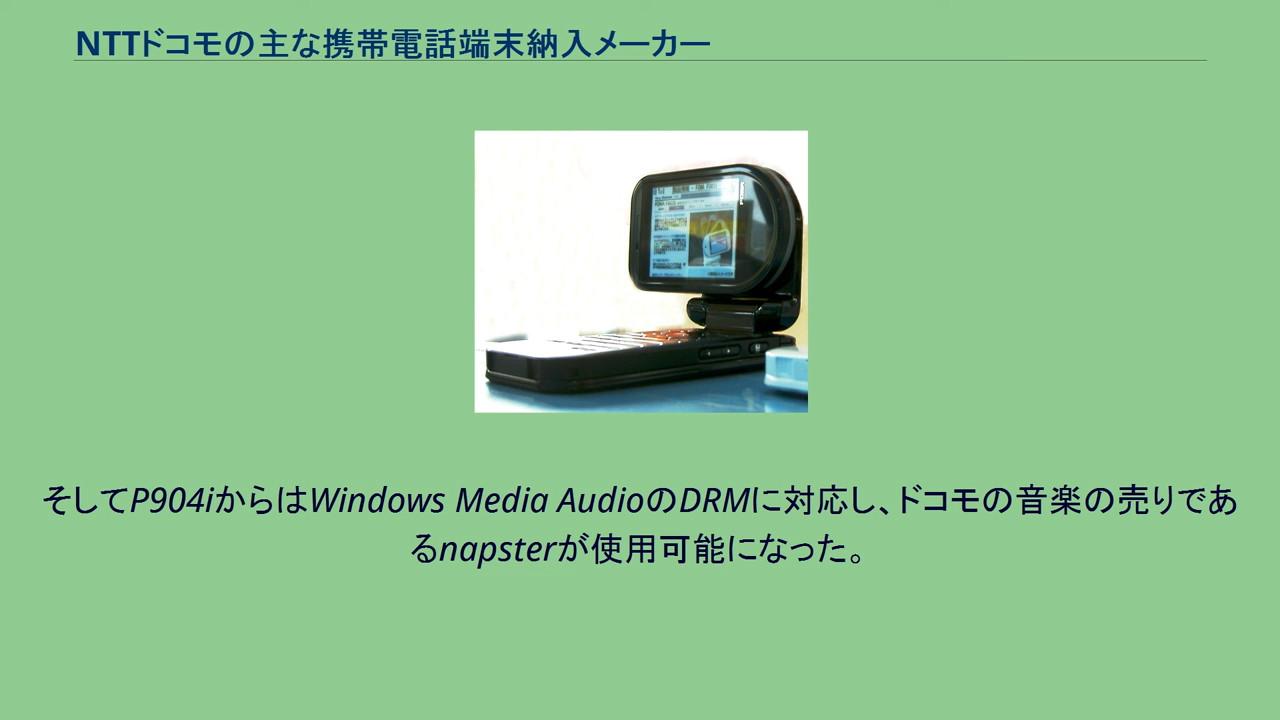 NTTドコモの主な携帯電話端末納入メーカー
そしてP904iからはWindows Media AudioのDRMに対応し、ドコモの音楽の売りであ
るnapsterが使用可能になった。